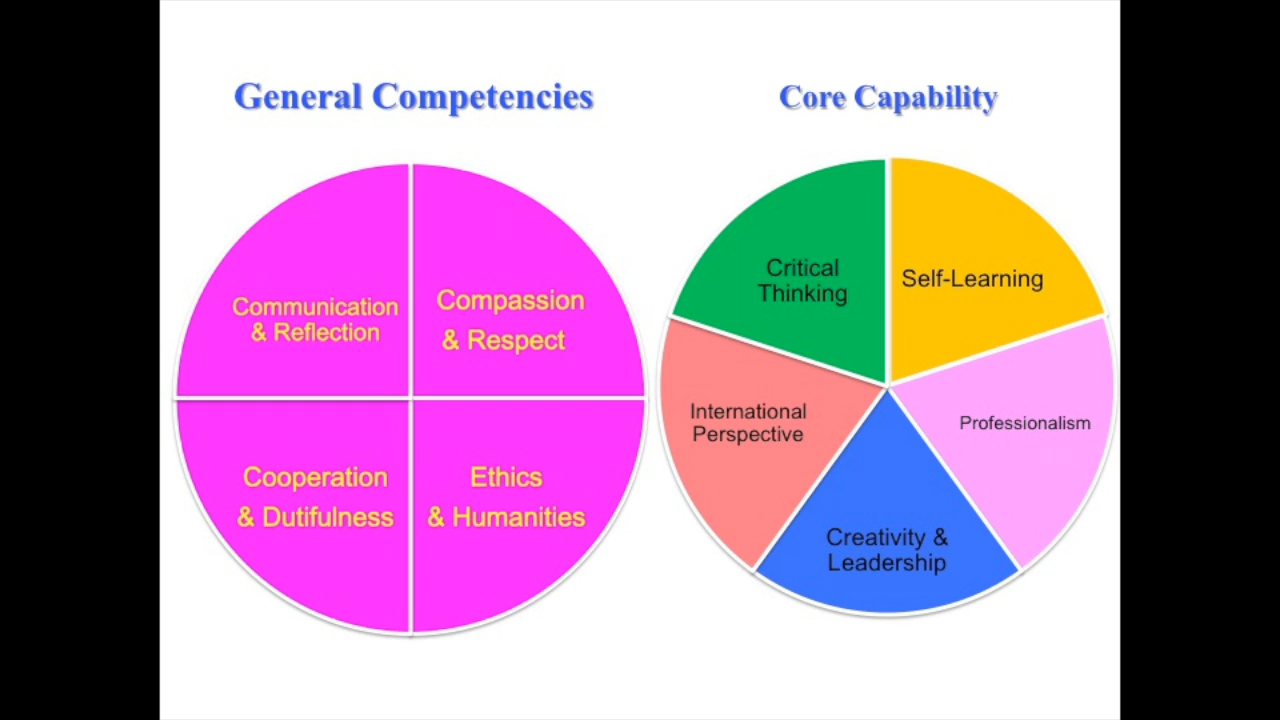 General Competencies
Communication
& Reflection
Compassion
& Respect
Cooperation
& Dutifulness
Ethics
& Humanities
Core Capability
Critical
Thinking
Self-Learning
International
Perspective
Professionalism
Creativity &
Leadership